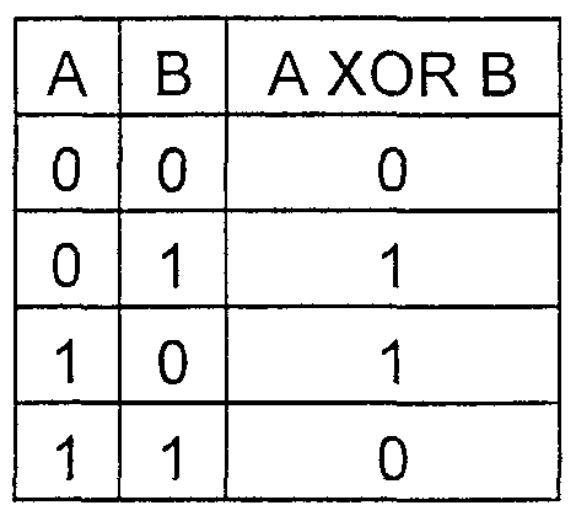 A B A XOR B
0 0 0
0 1 1
1 0 1
1 1 0